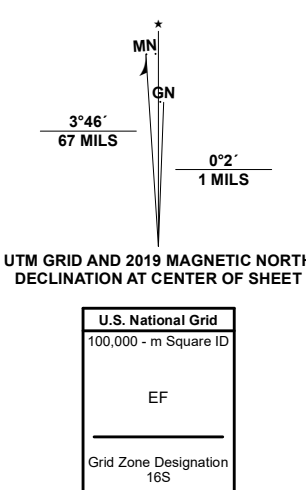 ★
MN
GN
3°46´
67 MILS
0°2´
1 MILS
UTM GRID AND 2019 MAGNETIC NORTH
DECLINATION AT CENTER OF SHEET
U.S. National Grid
100,000 - m Square ID
EF
Grid Zone Designation
16S